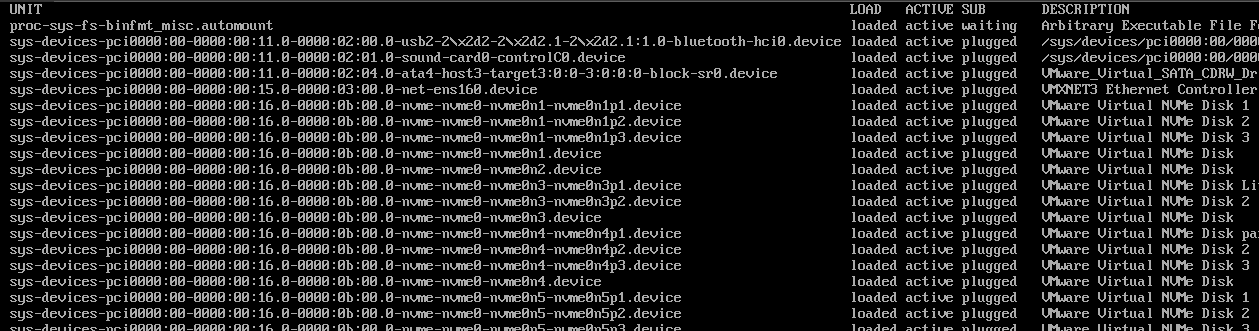 UNIT LOAD ACTIVE SUB DESCRIPTION
proc-sys-fs-binfmt_misc.automount loaded active waiting Arbitrary Executable File
sys-devices-pci0000:00-0000:00:11.0-0000:02:00.0-usb2-2\x2d2-2\x2d2.1-2\x2d2.1:1.0-bluetooth-hci0.device loaded active plugged /sys/devices/pci0000:00/000
sys-devices-pci0000:00-0000:00:11.0-0000:02:01.0-sound-card0-controlC0.device loaded active plugged /sys/devices/pci0000:00/000
sys-devices-pci0000:00-0000:00:11.0-0000:02:04.0-ata4-host3-target3:0:0-3:0:0:0-block-sr0.device loaded active plugged VMware_Virtual_SATA_CDRW_Dr
sys-devices-pci0000:00-0000:00:15.0-0000:03:00.0-net-ens160.device loaded active plugged VMXNET3 Ethernet Controller
sys-devices-pci0000:00-0000:00:16.0-0000:0b:00.0-nvme-nvme0-nvme0n1-nvme0n1p1.device loaded active plugged VMware Virtual NVMe Disk 1
sys-devices-pci0000:00-0000:00:16.0-0000:0b:00.0-nvme-nvme0-nvme0n1-nvme0n1p2.device loaded active plugged VMware Virtual NVMe Disk 2
sys-devices-pci0000:00-0000:00:16.0-0000:0b:00.0-nvme-nvme0-nvme0n1-nvme0n1p3.device loaded active plugged VMware Virtual NVMe Disk 3
sys-devices-pci0000:00-0000:00:16.0-0000:0b:00.0-nvme-nvme0-nvme0n1.device loaded active plugged VMware Virtual NVMe Disk
sys-devices-pci0000:00-0000:00:16.0-0000:0b:00.0-nvme-nvme0-nvme0n2.device loaded active plugged VMware Virtual NVMe Disk
sys-devices-pci0000:00-0000:00:16.0-0000:0b:00.0-nvme-nvme0-nvme0n3-nvme0n3p1.device loaded active plugged VMware Virtual NVMe Disk Li
sys-devices-pci0000:00-0000:00:16.0-0000:0b:00.0-nvme-nvme0-nvme0n3-nvme0n3p2.device loaded active plugged VMware Virtual NVMe Disk 2
sys-devices-pci0000:00-0000:00:16.0-0000:0b:00.0-nvme-nvme0-nvme0n3.device loaded active plugged VMware Virtual NVMe Disk
sys-devices-pci0000:00-0000:00:16.0-0000:0b:00.0-nvme-nvme0-nvme0n4-nvme0n4p1.device loaded active plugged VMware Virtual NVMe Disk pa
sys-devices-pci0000:00-0000:00:16.0-0000:0b:00.0-nvme-nvme0-nvme0n4-nvme0n4p2.device loaded active plugged VMware Virtual NVMe Disk 2
sys-devices-pci0000:00-0000:00:16.0-0000:0b:00.0-nvme-nvme0-nvme0n4-nvme0n4p3.device loaded active plugged VMware Virtual NVMe Disk 3
sys-devices-pci0000:00-0000:00:16.0-0000:0b:00.0-nvme-nvme0-nvme0n4.device loaded active plugged VMware Virtual NVMe Disk
sys-devices-pci0000:00-0000:00:16.0-0000:0b:00.0-nvme-nvme0-nvme0n5-nvme0n5p1.device loaded active plugged VMware Virtual NVMe Disk 1
sys-devices-pci0000:00-0000:00:16.0-0000:0b:00.0-nvme-nvme0-nvme0n5-nvme0n5p2.device loaded active plugged VMware Virtual NVMe Disk 2
sys-devices-pci0000:00-0000:00:16.0-0000:0b:00.0-nvme-nvme0-nvme0n5-nvme0n5p3.device loaded active plugged VMware Virtual NVMe Disk 3